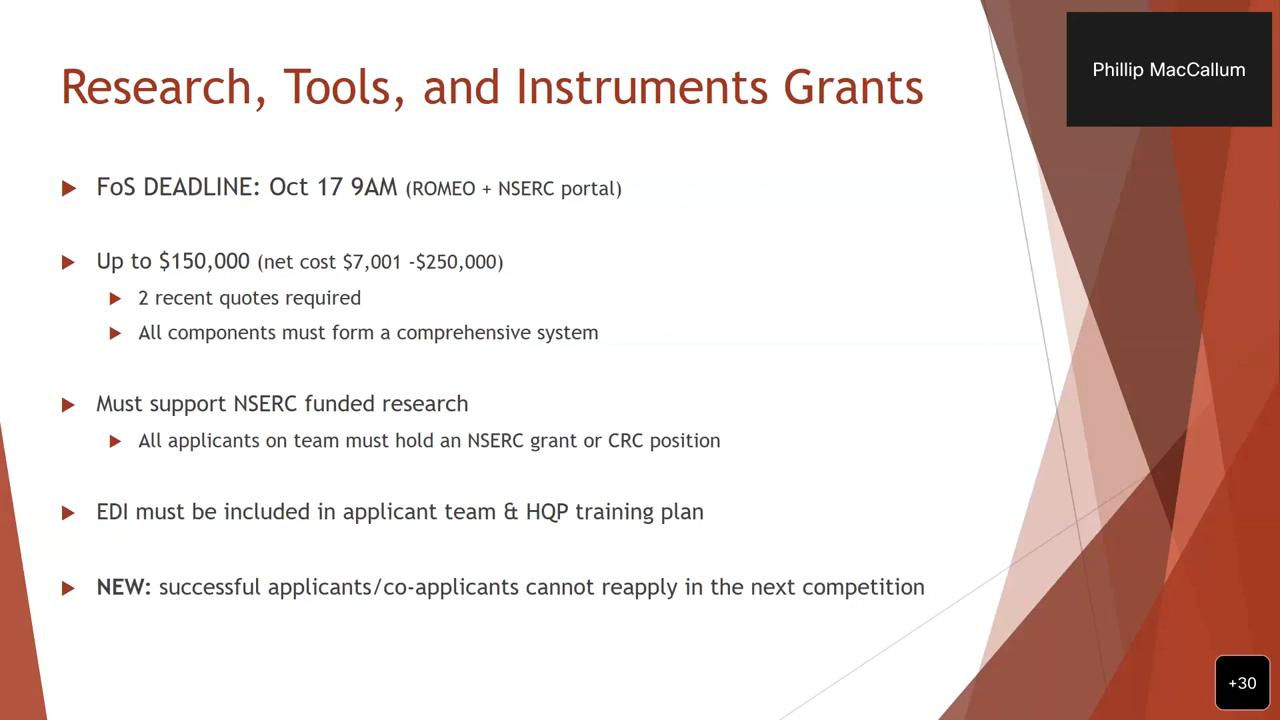 Research, Tools, and Instruments Grants
Phillip MacCallum
FoS DEADLINE: Oct 17 9AM (ROMEO + NSERC portal)
Up to $150,000 (net cost $7,001 -$250,000)
2 recent quotes required
All components must form a comprehensive system
Must support NSERC funded research
All applicants on team must hold an NSERC grant or CRC position
EDI must be included in applicant team & HQP training plan
NEW: successful applicants/co-applicants cannot reapply in the next competition
+30